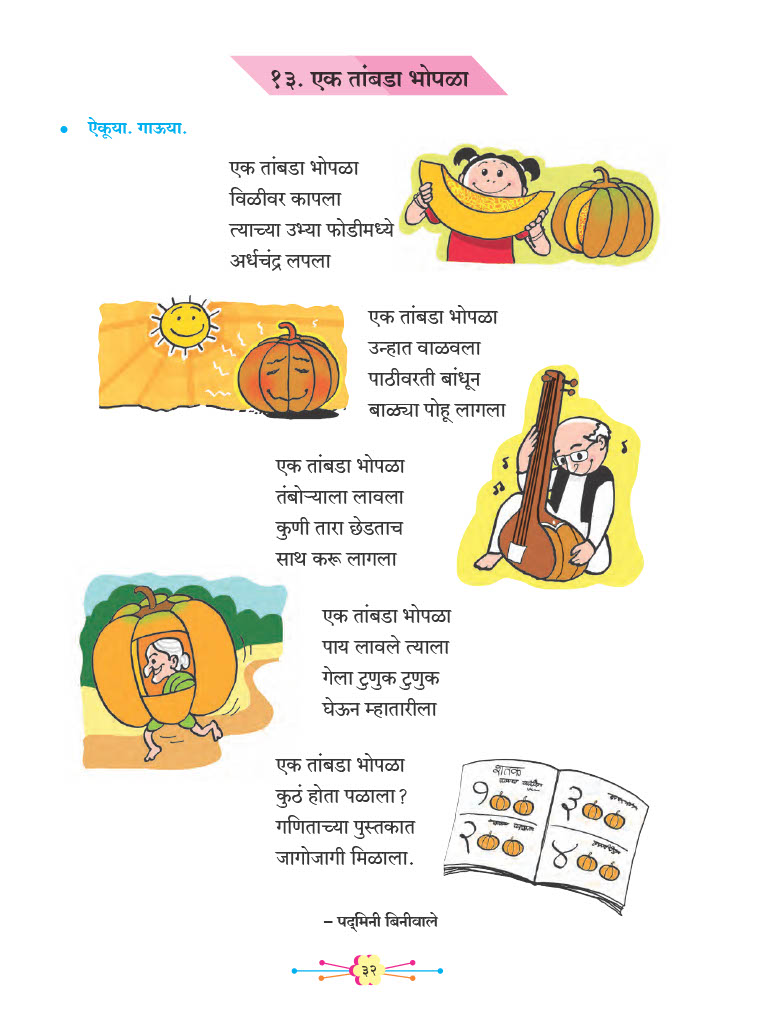 १३. एक तांबडा भोपळा
• ऐकूया. गाऊया.
एक तांबडा भोपळा
विळीवर कापला
त्याच्या उभ्या फोडीमध्ये
अर्धचंद्र लपला
एक तांबडा भोपळा
उन्हात वाळवला
पाठीवरती बांधून
बाळ्या पोहू लागला
एक तांबडा भोपळा
तंबोऱ्याला लावला
कुणी तारा छेडताच
साथ करू लागला
एक तांबडा भोपळा
पाय लावले त्याला
गेला टुणुक टुणुक
घेऊन म्हातारीला
एक तांबडा भोपळा
कुठं होता पळाला?
गणिताच्या पुस्तकात
जागोजागी मिळाला.
शतक
१
३
२
४
– पद्मिनी बिनीवाले
३२